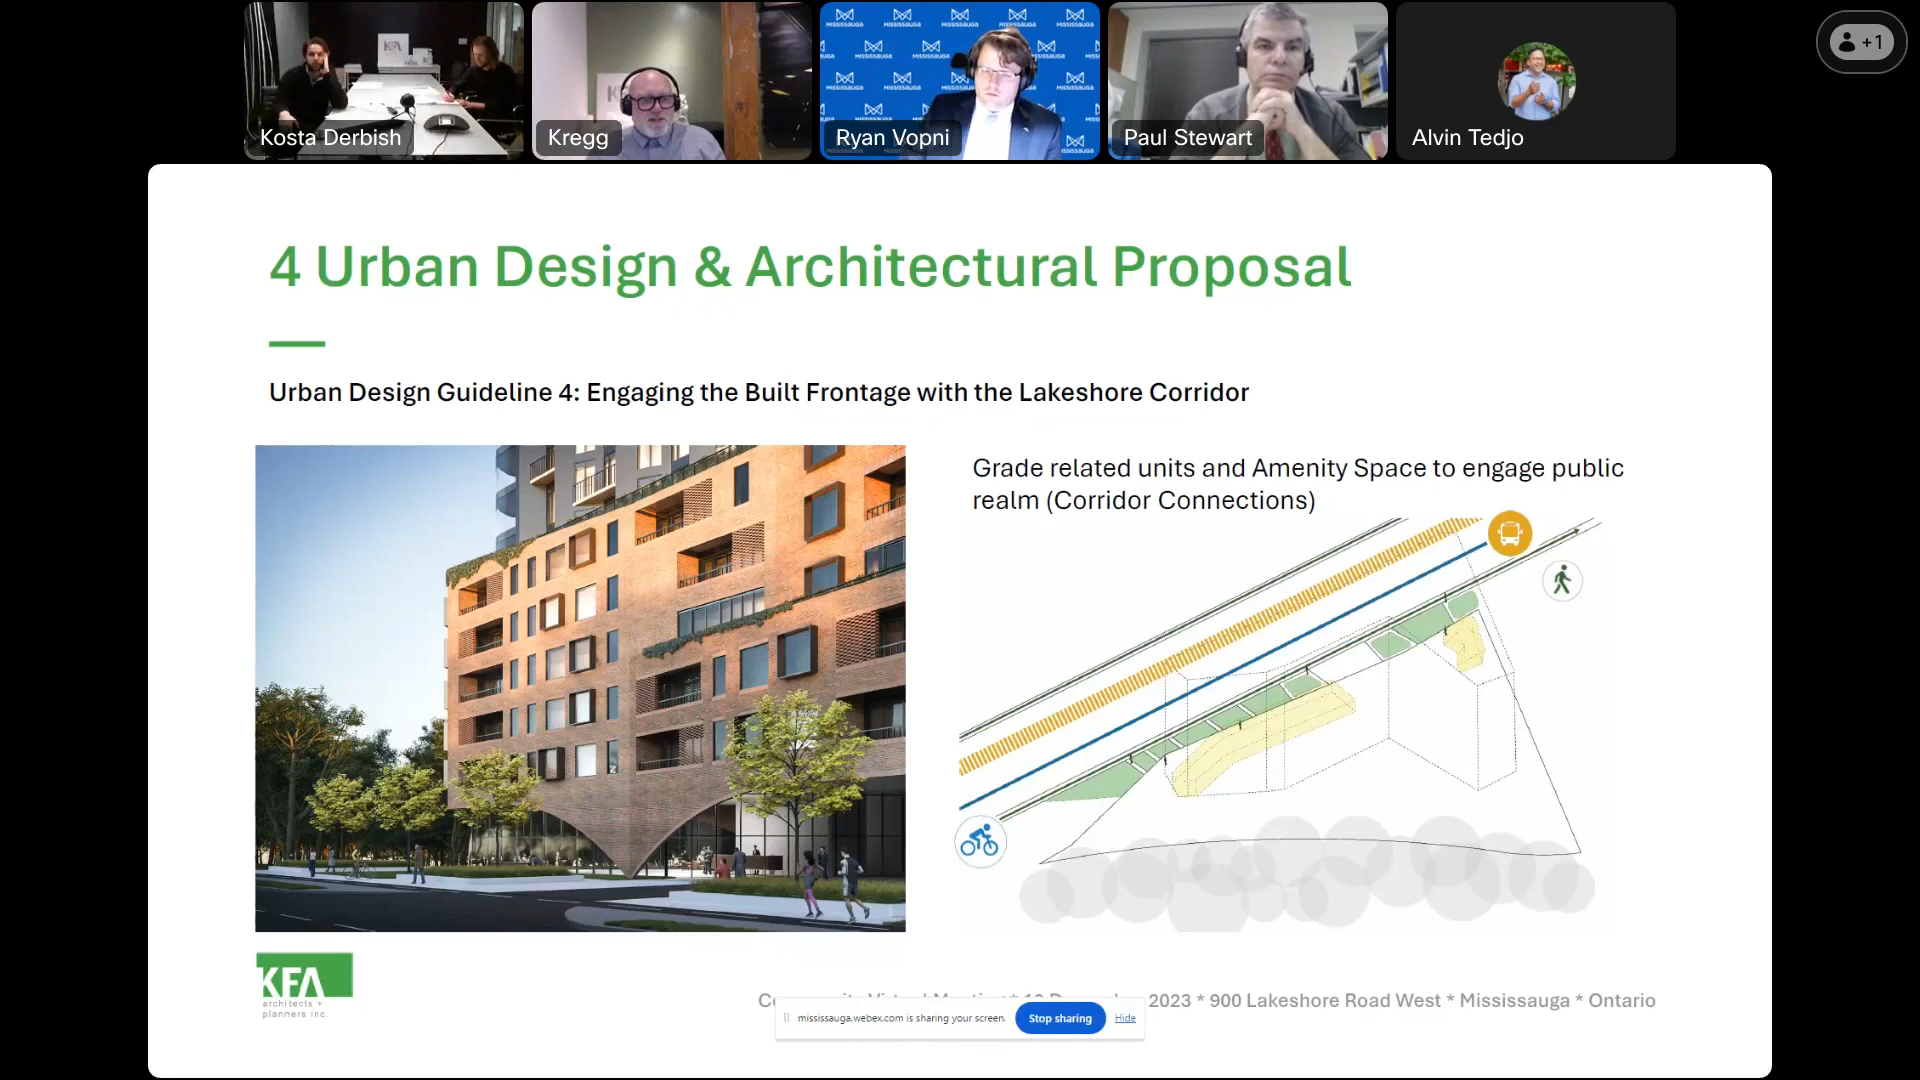 +1
Kosta Derbish
Kregg
Ryan Vopni
Paul Stewart
Alvin Tedjo
4 Urban Design & Architectural Proposal
Urban Design Guideline 4: Engaging the Built Frontage with the Lakeshore Corridor
Grade related units and Amenity Space to engage public
realm (Corridor Connections)
KFA
architects +
planners inc.
2023 * 900 Lakeshore Road West * Mississauga * Ontario
mississauga.webex.com is sharing your screen. Stop sharing Hide